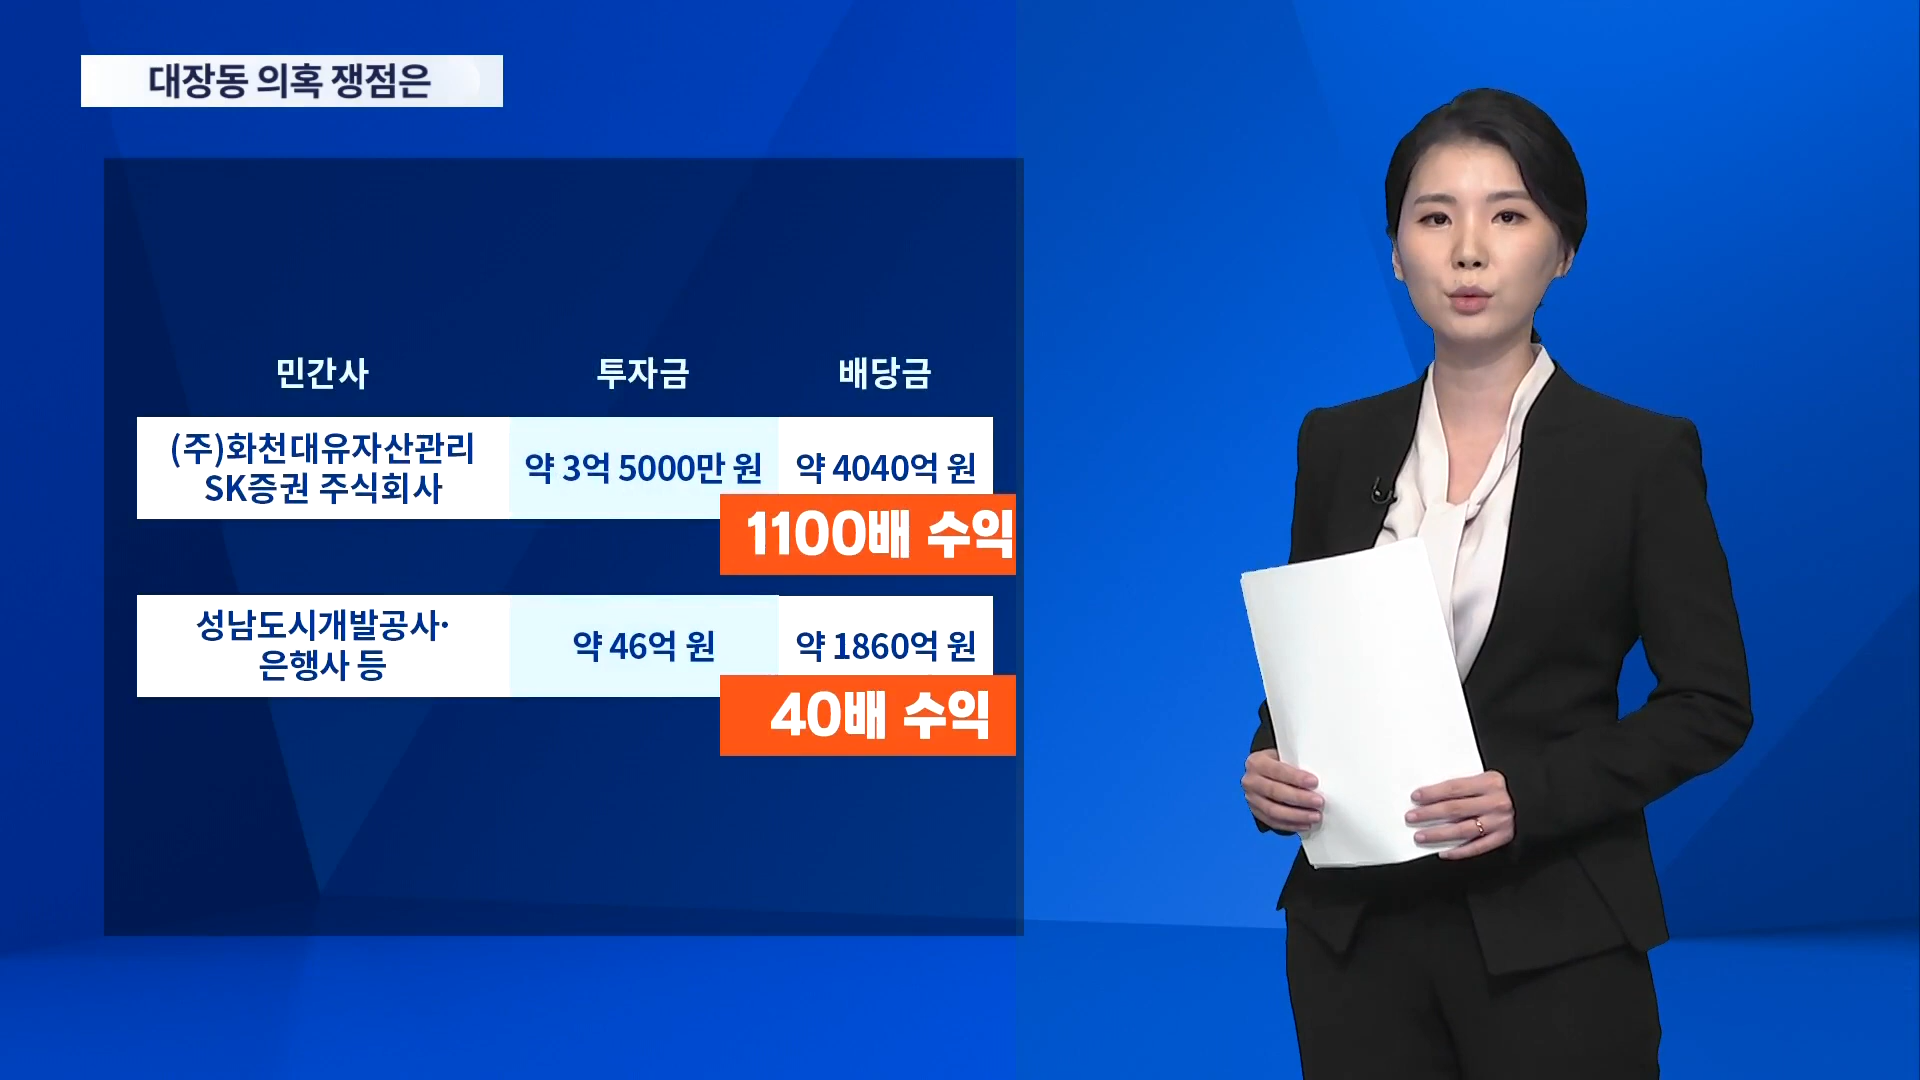 대장동 의혹 쟁점은
민간사 투자금 배당금
(주)화천대유자산관리
SK증권 주식회사
약 3억 5000만 원
약 4040억 원
1100배 수익
성남도시개발공사·
은행사 등
약 46억 원
약 1860억 원
40배 수익